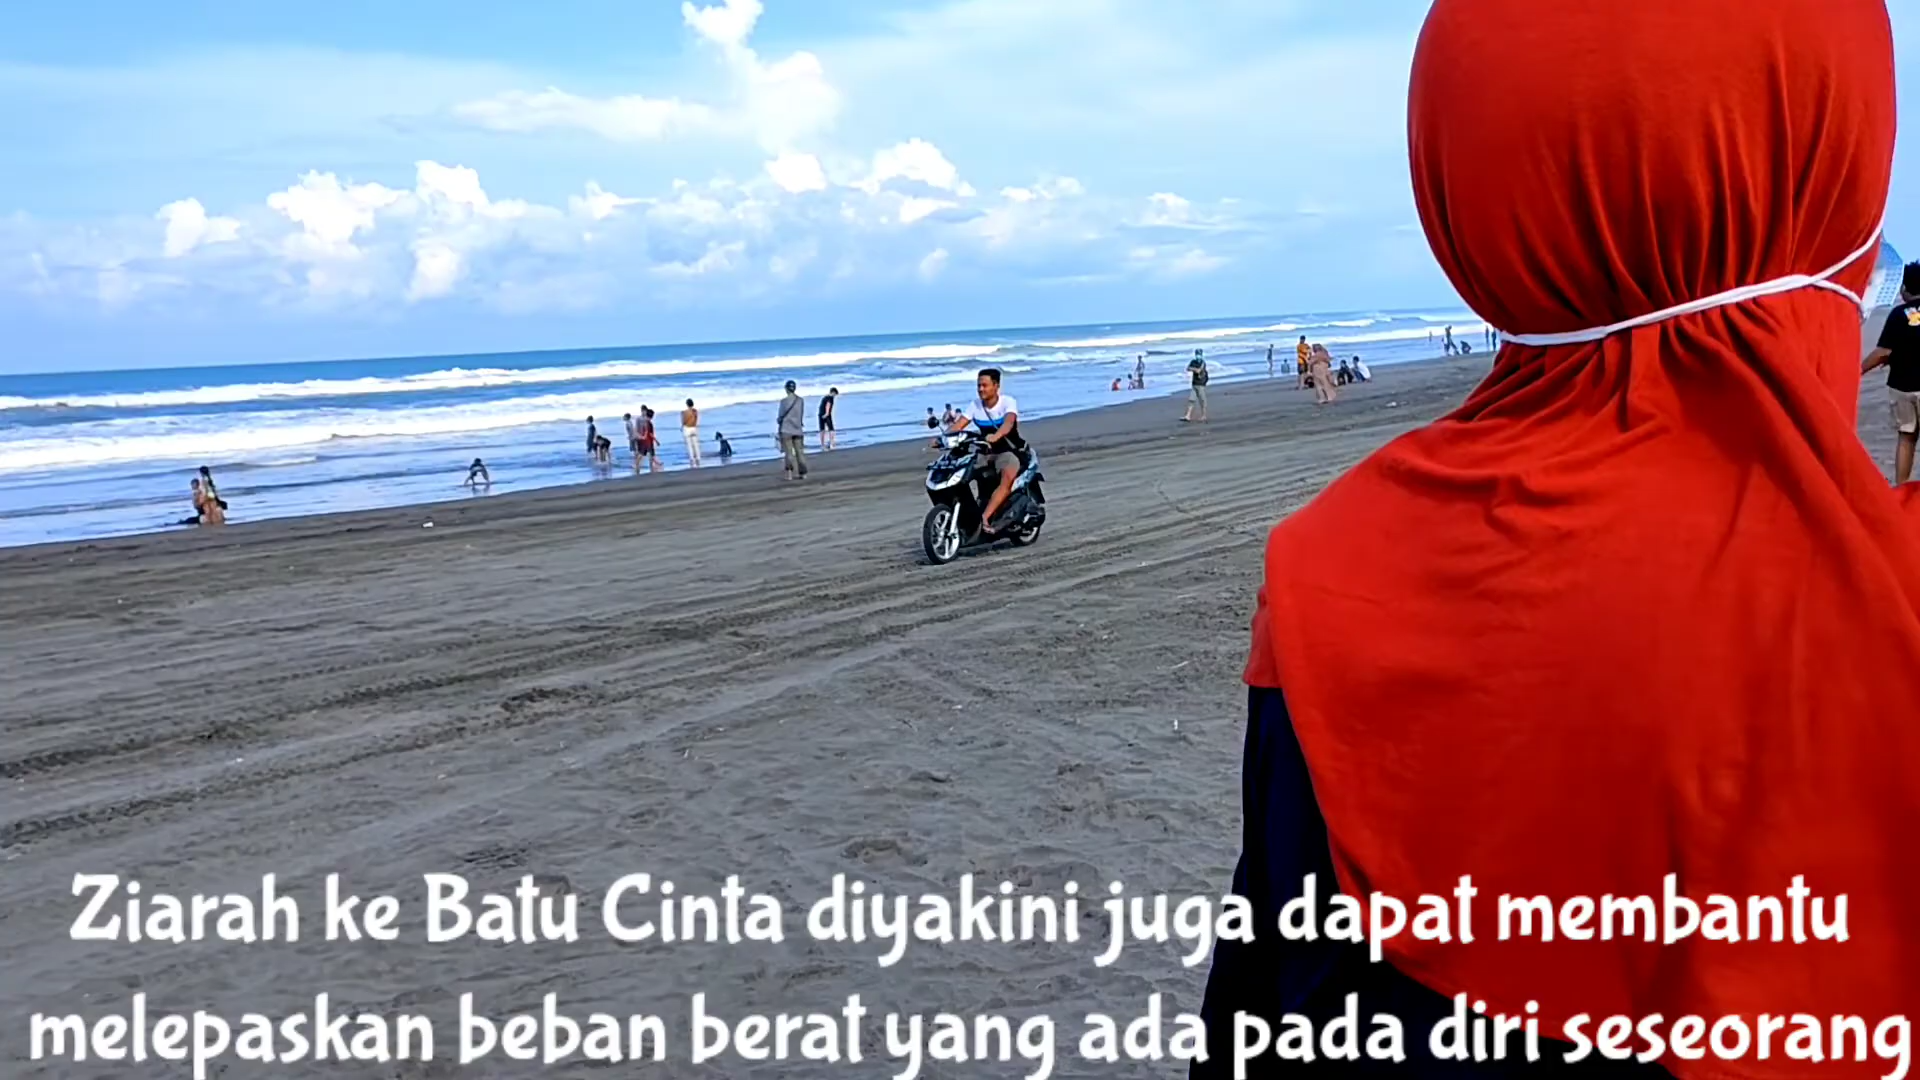 Ziarah ke Batu Cinta diyakini juga dapat membantu
melepaskan beban berat yang ada pada diri seseorang